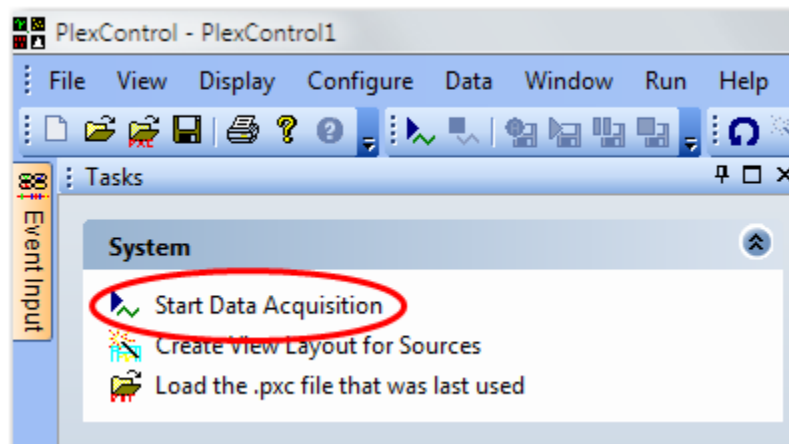 PlexControl - PlexControl1
File View Display Configure Data Window Run Help
PXC
Tasks
Event Input
System
Start Data Acquisition
Create View Layout for Sources
Load the .pxc file that was last used